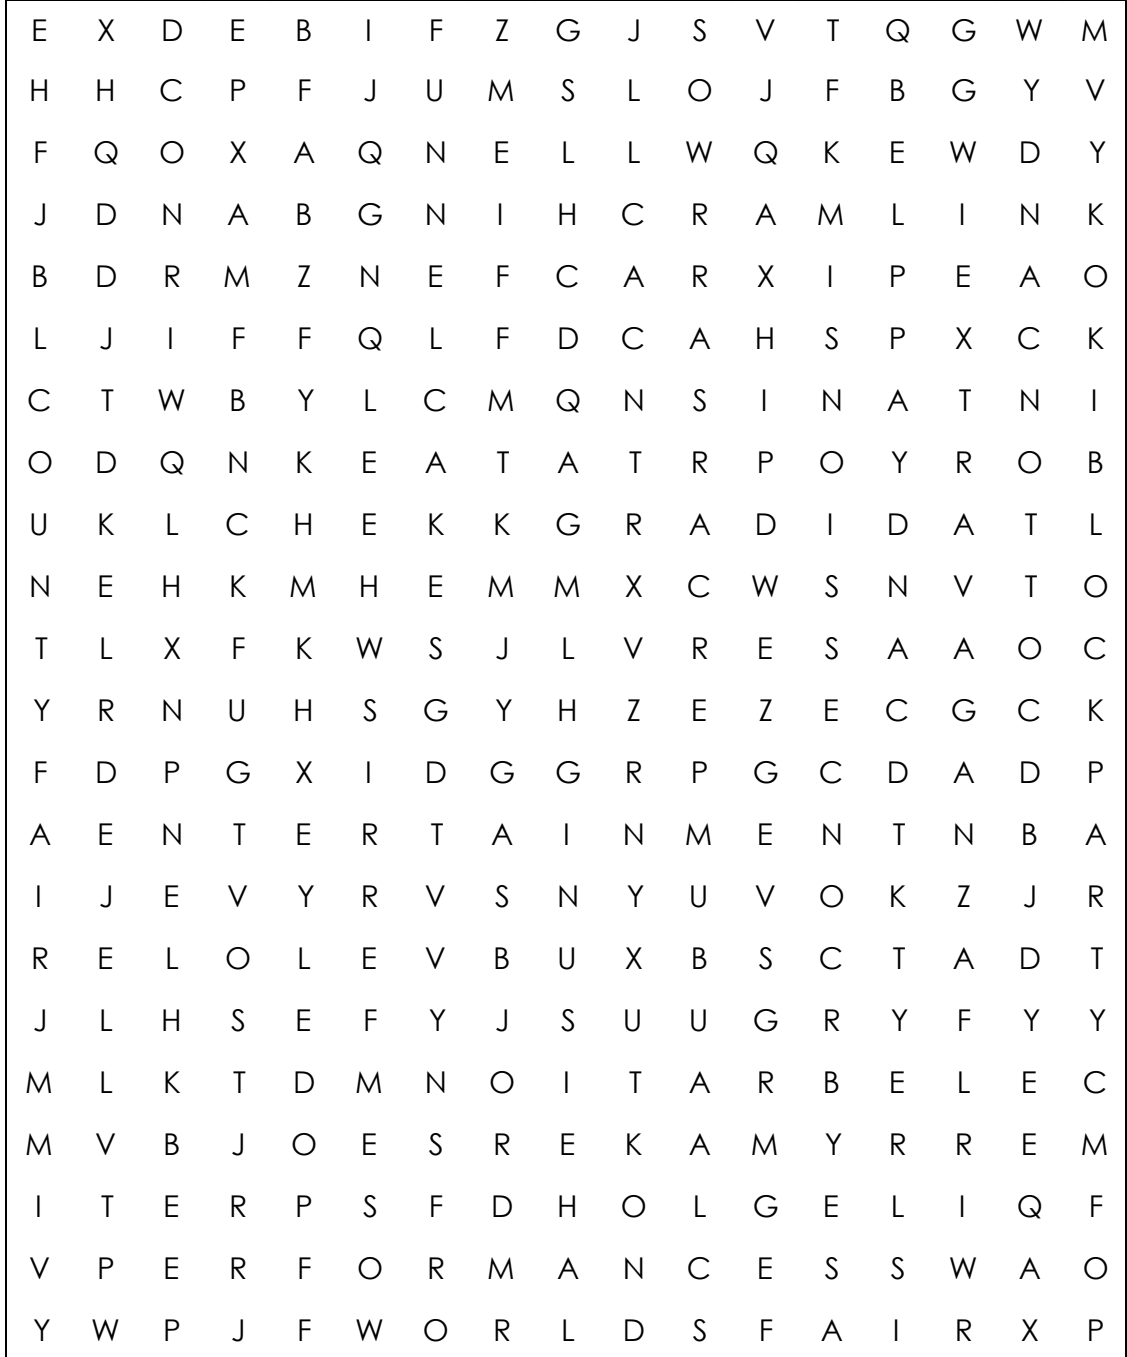 E X D E B I F Z G J S V T Q G W M
H H C P F J U M S L O J F B G Y V
F Q O X A Q N E L L W Q K E W D Y
J D N A B G N I H C R A M L I N K
B D R M Z N E F C A R X I P E A O
L J I F F Q L F D C A H S P X C K
C T W B Y L C M Q N S I N A T N I
O D Q N K E A T A T R P O Y R O B
U K L C H E K K G R A D I D A T L
N E H K M H E M M X C W S N V T O
T L X F K W S J L V R E S A A O C
Y R N U H S G Y H Z E Z E C G C K
F D P G X I D G G R P G C D A D P
A E N T E R T A I N M E N T N B A
I J E V Y R V S N Y U V O K Z J R
R E L O L E V B U X B S C T A D T
J L H S E F Y J S U U G R Y F Y Y
M L K T D M N O I T A R B E L E C
M V B J O E S R E K A M Y R R E M
I T E R P S F D H O L G E L I Q F
V P E R F O R M A N C E S S W A O
Y W P J F W O R L D S F A I R X P